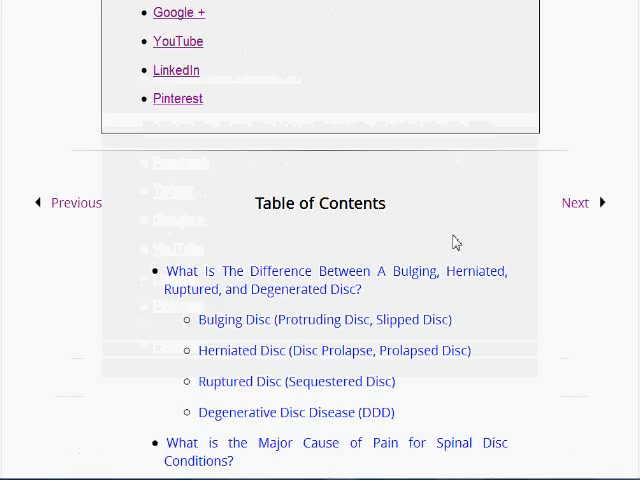 Google +
YouTube
LinkedIn
Pinterest
Previous
Table of Contents
Next
What Is The Difference Between A Bulging, Herniated,
Ruptured, and Degenerated Disc?
Bulging Disc (Protruding Disc, Slipped Disc)
Herniated Disc (Disc Prolapse, Prolapsed Disc)
Ruptured Disc (Sequestered Disc)
Degenerative Disc Disease (DDD)
What is the Major Cause of Pain for Spinal Disc
Conditions?